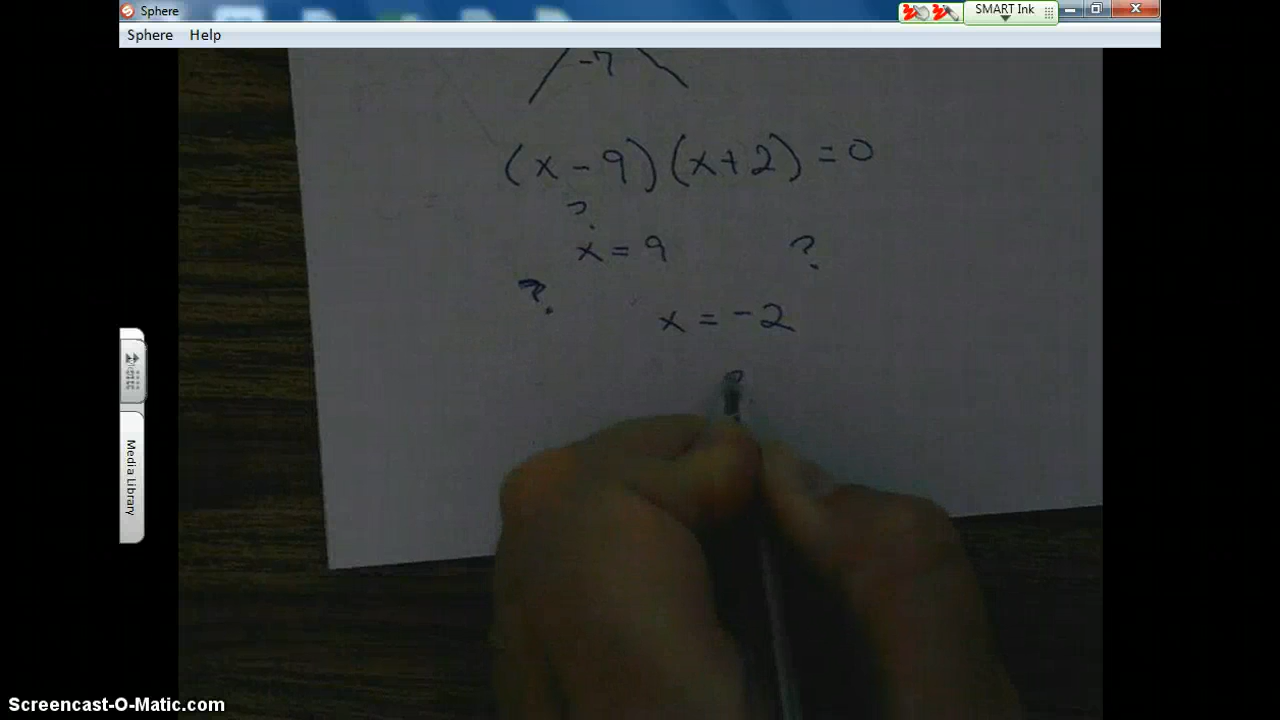 Sphere
SMART Ink
Sphere Help
-7
(x - 9)(x + 2) = 0
?
x = 9 ?
?
x = -2
Media Library
Screencast-O-Matic.com